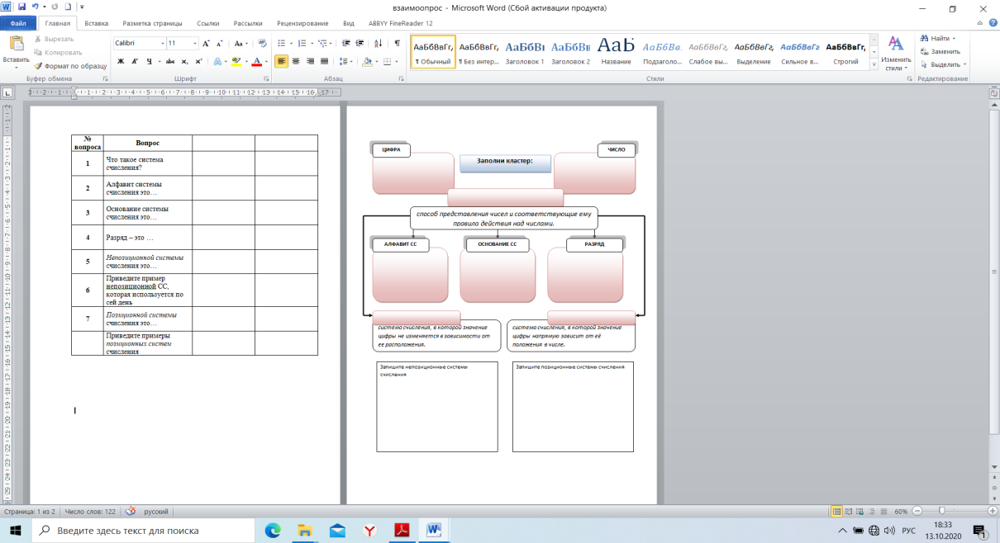 взаимоопрос - Microsoft Word (Сбой активации продукта)
Файл Главная Вставка Разметка страницы Ссылки Рассылки Рецензирование Вид ABBYY FineReader 12
Вставить
Вырезать
Копировать
Формат по образцу
Буфер обмена
Calibri 11
Ж К Ч abc x, x'
Шрифт
Абзац
АаБбВвГг, АаБбВвГг, АаБбВı АаБбВı АаЬ АаБбВв. АаБбВвГг, АаБбВвГг, АаБбВвГг АаБбВвГг,
¶ Обычный ¶ Без интер... Заголовок 1 Заголовок 2 Название Подзаголо... Слабое вы... Выделение Сильное в... Строгий
Стили
Изменить стили
Найти
Заменить
Выделить
Редактирование
№ вопроса
Вопрос
1
Что такое система
счисления?
2
Алфавит системы
счисления это…
3
Основание системы
счисления это…
4
Разряд – это …
5
Непозиционной системы
счисления это…
6
Приведите пример
непозиционной СС,
которая используется по
сей день
7
Позиционной системы
счисления это…
Приведите примеры
позиционных систем
счисления
ЦИФРА
Заполни кластер:
ЧИСЛО
способ представления чисел и соответствующие ему
правила действия над числами.
АЛФАВИТ СС
ОСНОВАНИЕ СС
РАЗРЯД
система счисления, в которой значение
цифры не изменяется в зависимости от
ее расположения.
система счисления, в которой значение
цифры напрямую зависит от её
положения в числе.
Запишите непозиционные системы
счисления
Запишите позиционные системы счисления
Страница: 1 из 2 Число слов: 122 русский 60%
Введите здесь текст для поиска
РУС
18:33
13.10.2020